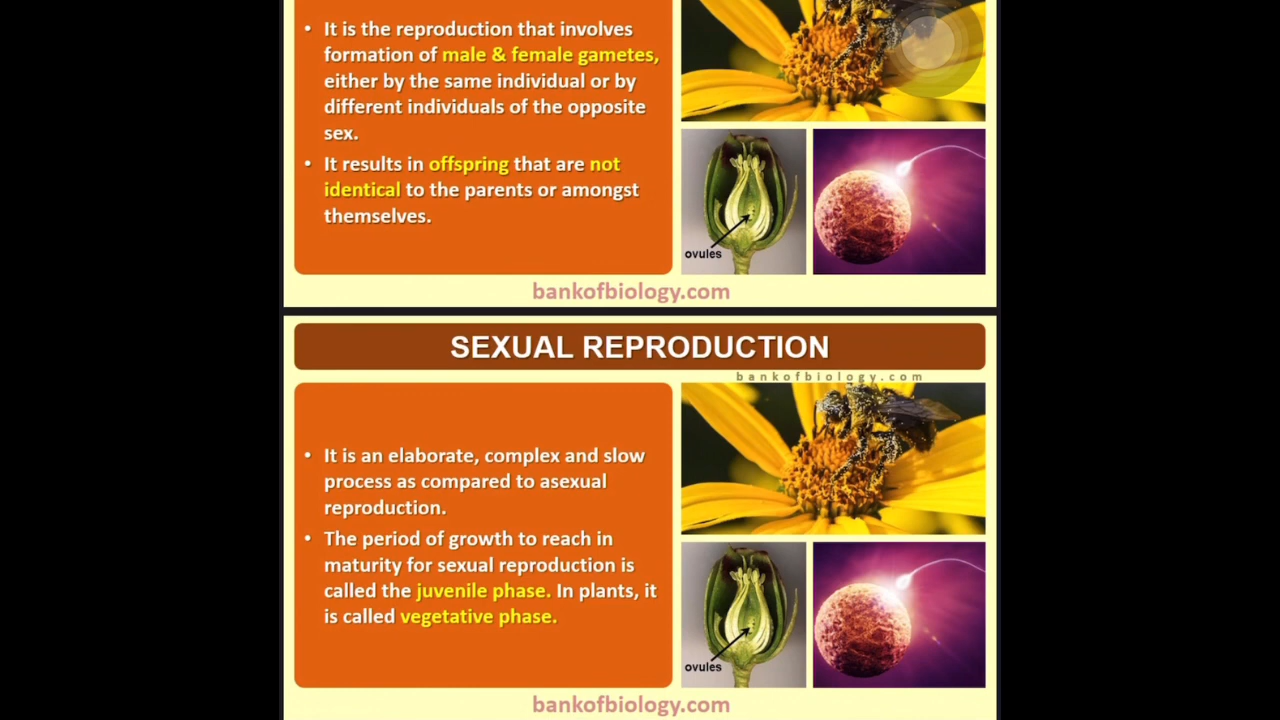 • It is the reproduction that involves
formation of male & female gametes,
either by the same individual or by
different individuals of the opposite
sex.
• It results in offspring that are not
identical to the parents or amongst
themselves.
ovules
bankofbiology.com
SEXUAL REPRODUCTION
bankofbiology.com
• It is an elaborate, complex and slow
process as compared to asexual
reproduction.
• The period of growth to reach in
maturity for sexual reproduction is
called the juvenile phase. In plants, it
is called vegetative phase.
ovules
bankofbiology.com